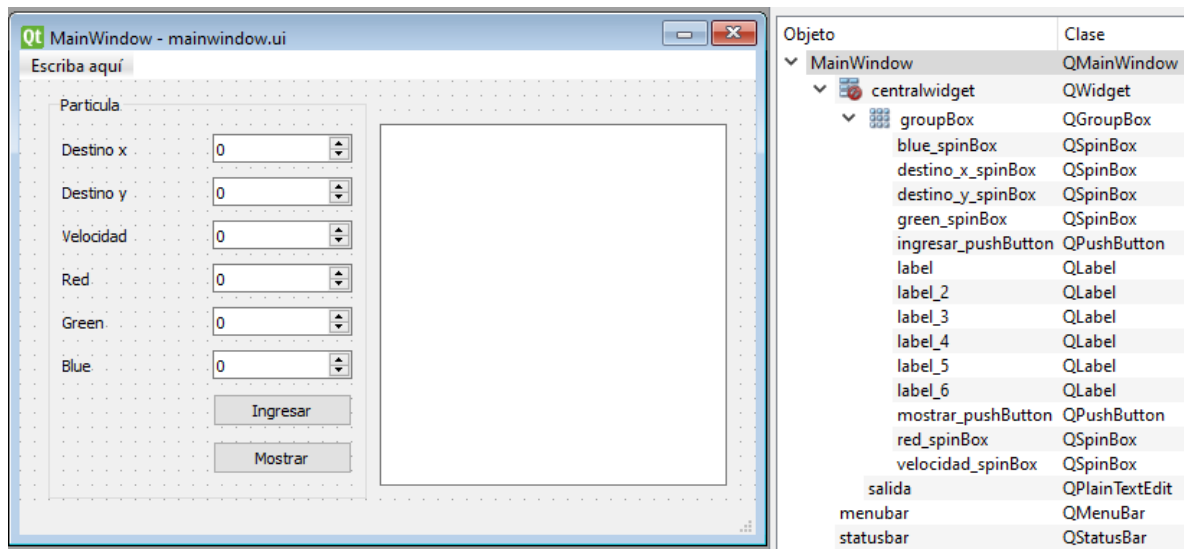 Qt MainWindow - mainwindow.ui
Escriba aquí
Particula
Destino x 0
Destino y 0
Velocidad 0
Red 0
Green 0
Blue 0
Ingresar
Mostrar
Objeto Clase
MainWindow QMainWindow
centralwidget QWidget
groupBox QGroupBox
blue_spinBox QSpinBox
destino_x_spinBox QSpinBox
destino_y_spinBox QSpinBox
green_spinBox QSpinBox
ingresar_pushButton QPushButton
label QLabel
label_2 QLabel
label_3 QLabel
label_4 QLabel
label_5 QLabel
label_6 QLabel
mostrar_pushButton QPushButton
red_spinBox QSpinBox
velocidad_spinBox QSpinBox
salida QPlainTextEdit
menubar QMenuBar
statusbar QStatusBar